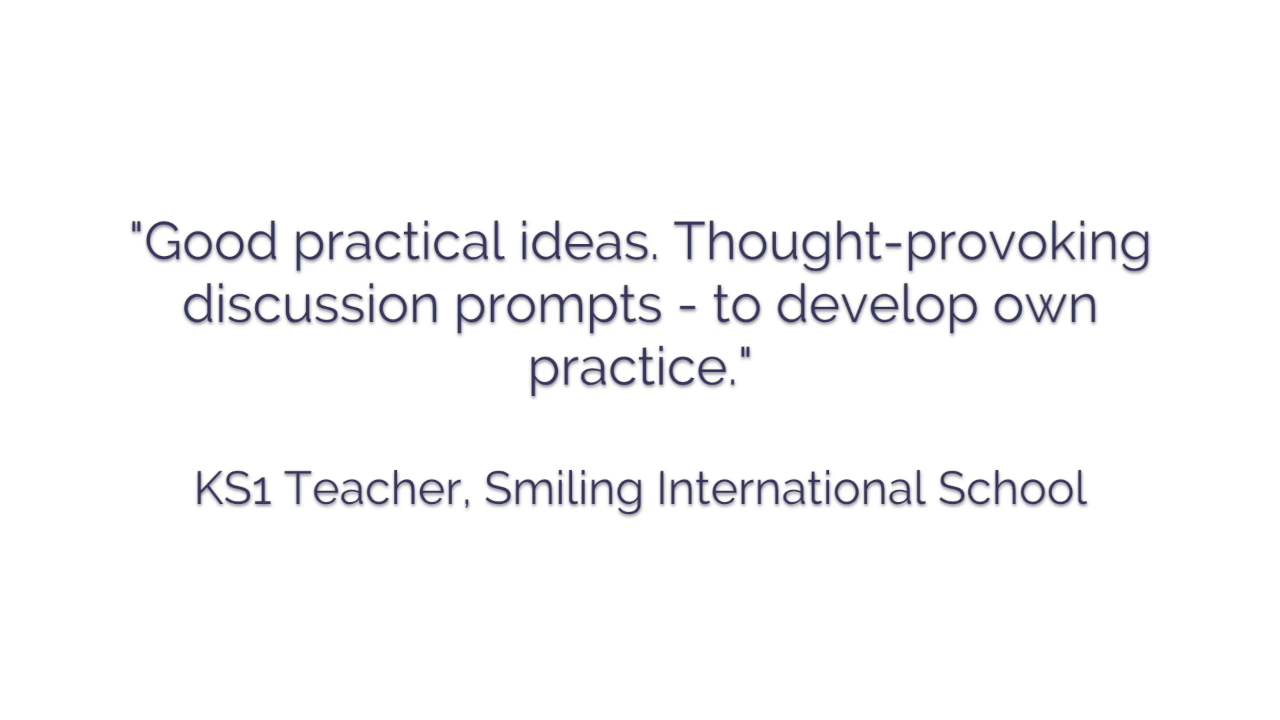 "Good practical ideas. Thought-provoking
discussion prompts - to develop own
practice."
KS1 Teacher, Smiling International School